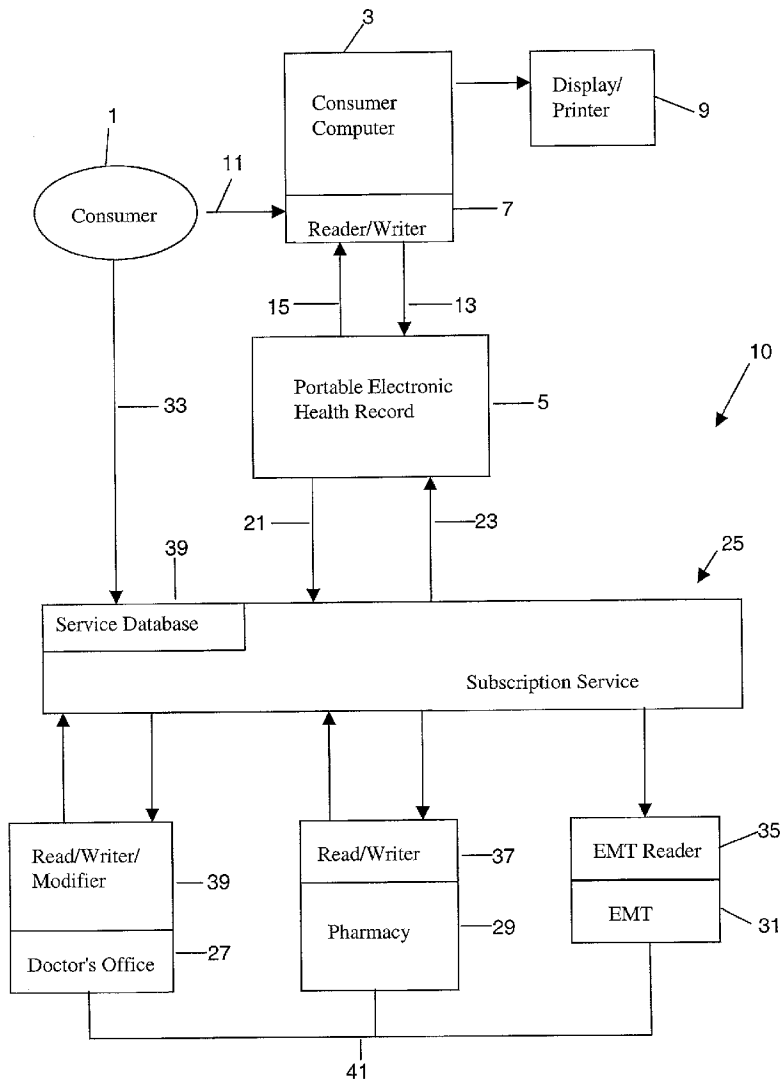 3
Consumer
Computer
Display/
Printer
9
1
11
Consumer
7
Reader/Writer
15
13
Portable Electronic
Health Record
5
10
33
21
23
39
25
Service Database
Subscription Service
Read/Writer/
Modifier
39
Doctor's Office
27
Read/Writer
37
Pharmacy
29
EMT Reader
35
EMT
31
41